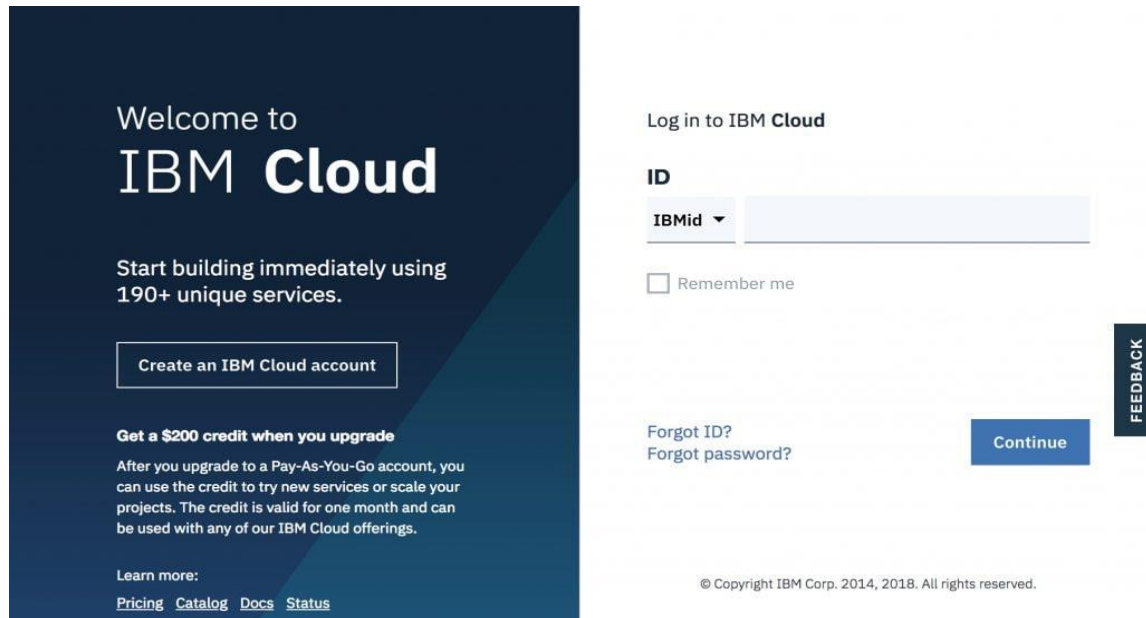 Welcome to
IBM Cloud
Start building immediately using
190+ unique services.
Create an IBM Cloud account
Get a $200 credit when you upgrade
After you upgrade to a Pay-As-You-Go account, you
can use the credit to try new services or scale your
projects. The credit is valid for one month and can
be used with any of our IBM Cloud offerings.
Learn more:
Pricing Catalog Docs Status
Log in to IBM Cloud
ID
IBMid
Remember me
Forgot ID?
Forgot password?
Continue
© Copyright IBM Corp. 2014, 2018. All rights reserved.
FEEDBACK